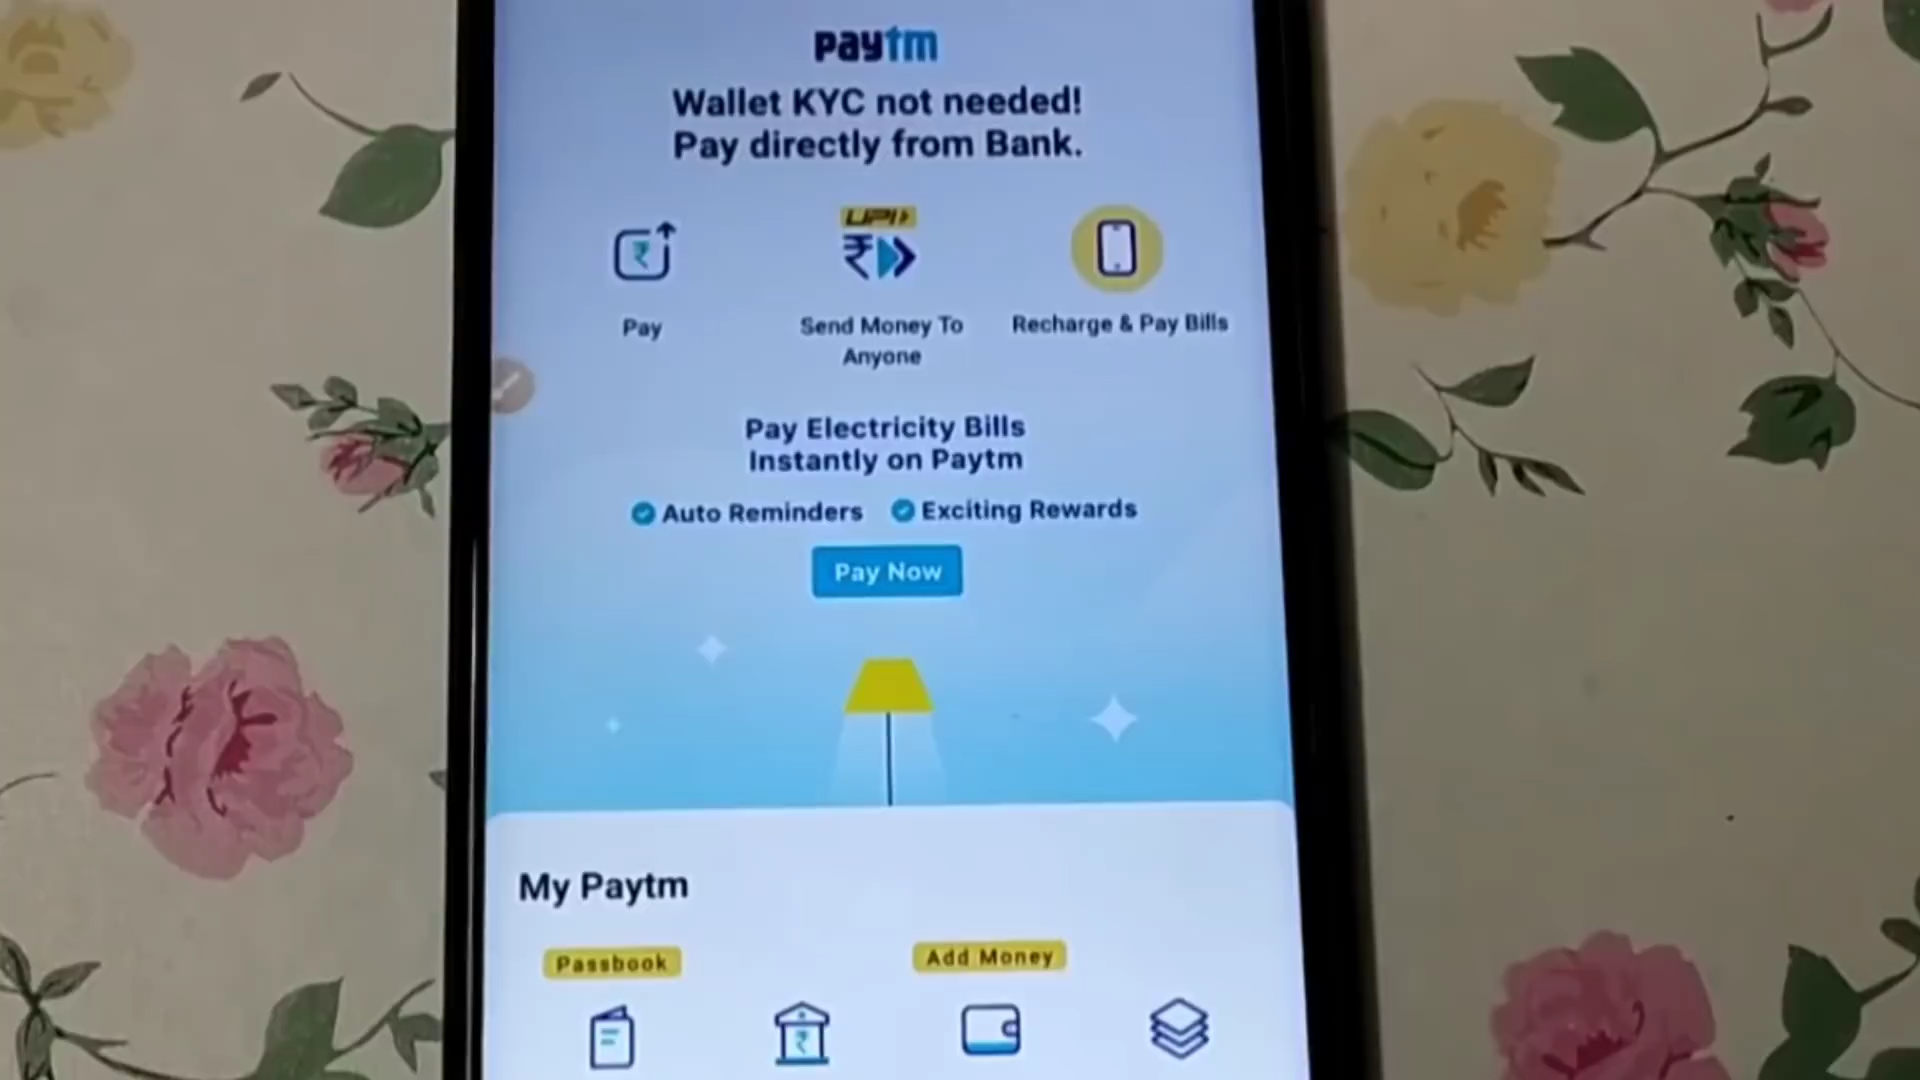 paytm
Wallet KYC not needed!
Pay directly from Bank.
UPI
Pay
Send Money To
Anyone
Recharge & Pay Bills
Pay Electricity Bills
Instantly on Paytm
Auto Reminders
Exciting Rewards
Pay Now
My Paytm
Passbook
Add Money